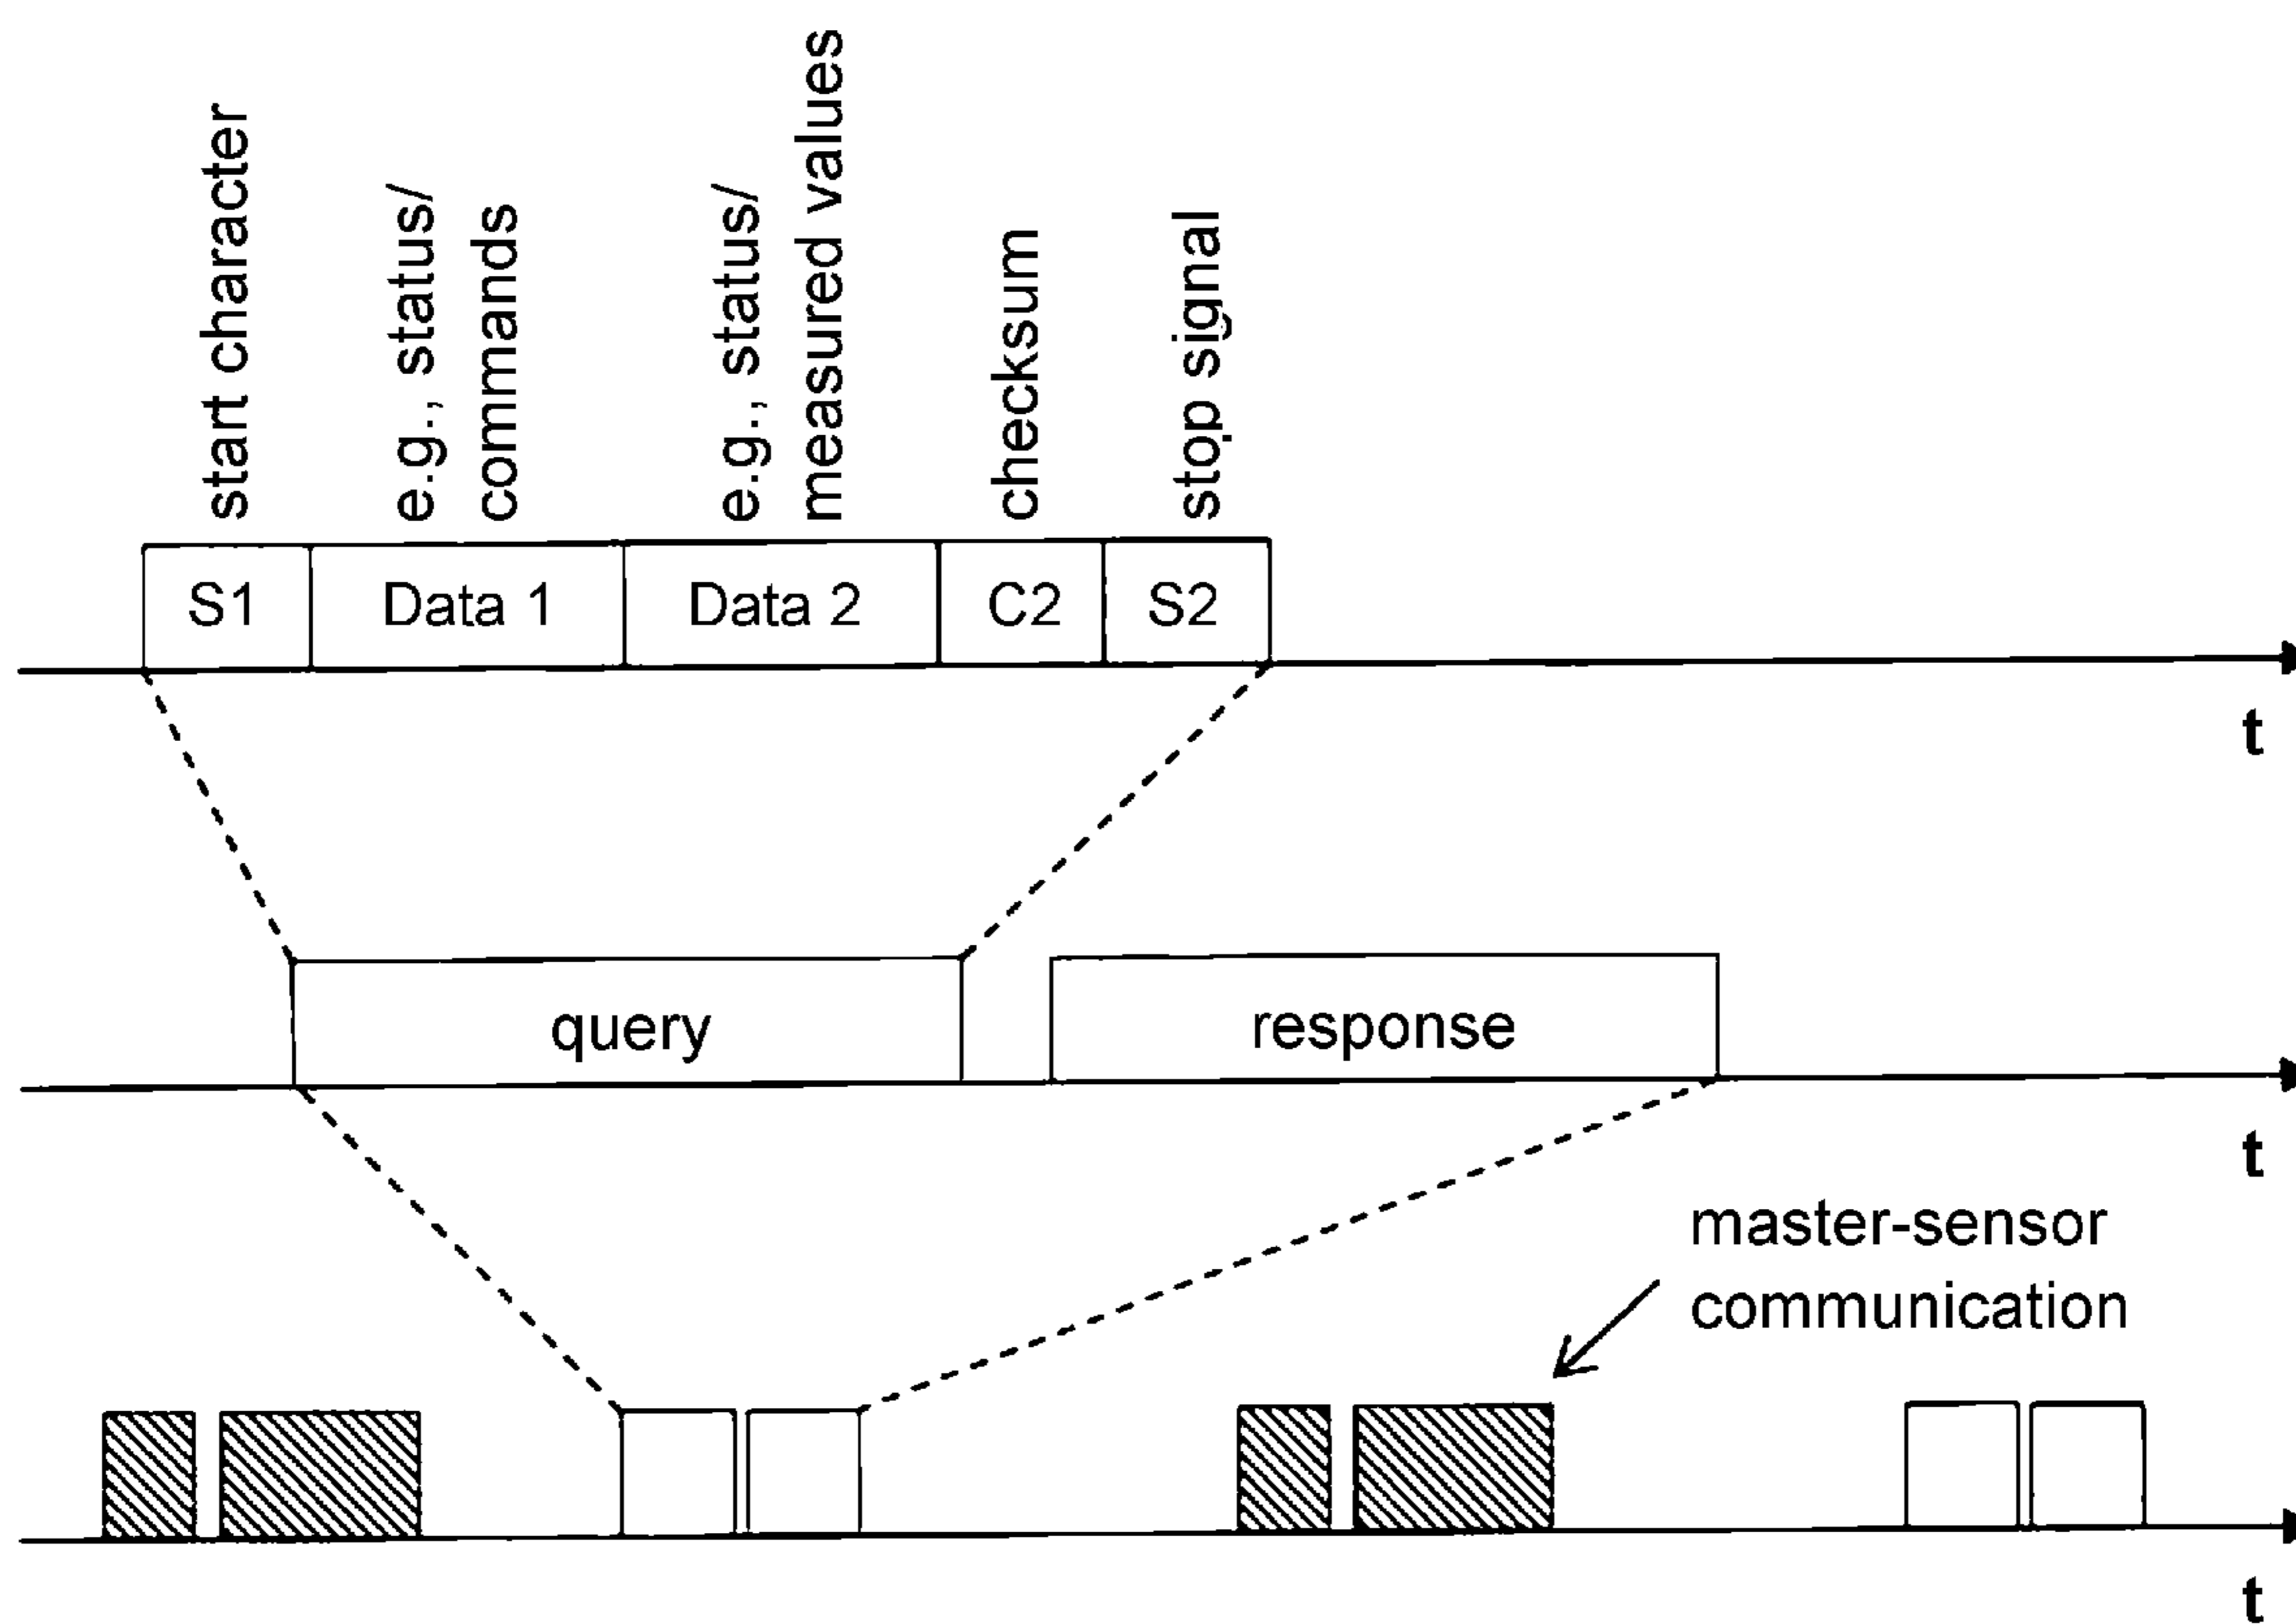 start character
e.g., status/
commands
e.g., status/
measured values
checksum
stop signal
S1
Data 1
Data 2
C2
S2
t
query
response
t
master-sensor
communication
t